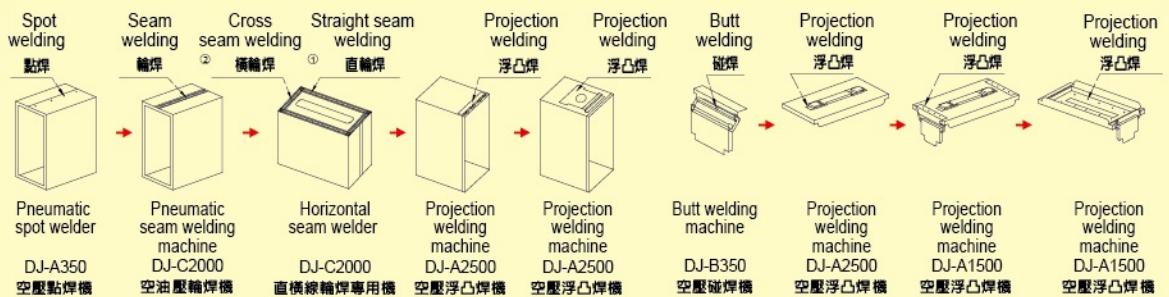 Spot
welding
點焊
Seam
welding
輪焊
Cross
seam welding
② 橫輪焊
Straight seam
welding
① 直輪焊
Projection
welding
浮凸焊
Projection
welding
浮凸焊
Butt
welding
碰焊
Projection
welding
浮凸焊
Projection
welding
浮凸焊
Projection
welding
浮凸焊
Pneumatic
spot welder
DJ-A350
空壓點焊機
Pneumatic
seam welding
machine
DJ-C2000
空油壓輪焊機
Horizontal
seam welder
DJ-C2000
直橫線輪焊專用機
Projection
welding
machine
DJ-A2500
空壓浮凸焊機
Projection
welding
machine
DJ-A2500
空壓浮凸焊機
Butt welding
machine
DJ-B350
空壓碰焊機
Projection
welding
machine
DJ-A2500
空壓浮凸焊機
Projection
welding
machine
DJ-A1500
空壓浮凸焊機
Projection
welding
machine
DJ-A1500
空壓浮凸焊機